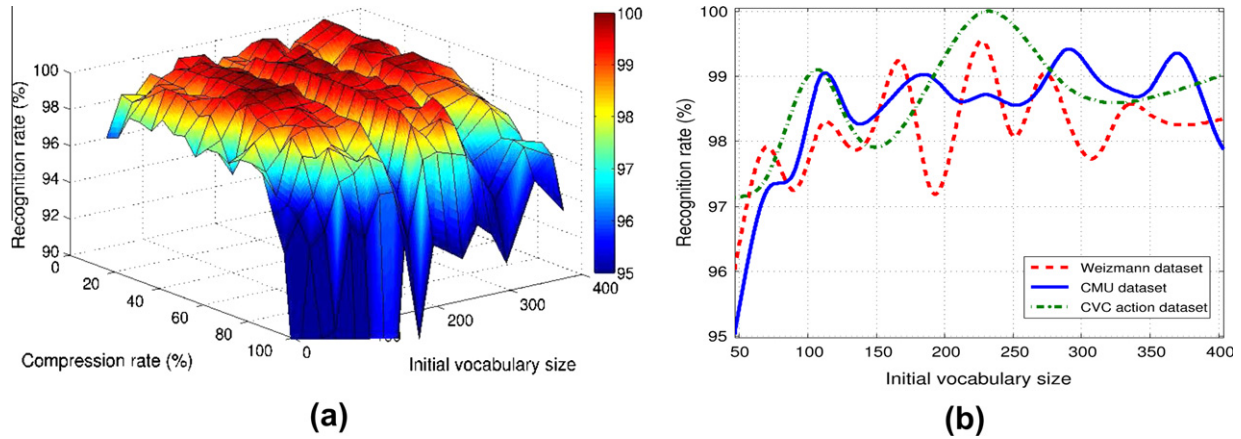 Recognition rate (%)
100
98
96
94
92
90
0
20
40
60
80
100
Compression rate (%)
0
200
300
400
Initial vocabulary size
100
99
98
97
96
95
(a)
Recognition rate (%)
100
99
98
97
96
95
Weizmann dataset
CMU dataset
CVC action dataset
50 100 150 200 250 300 350 400
Initial vocabulary size
(b)